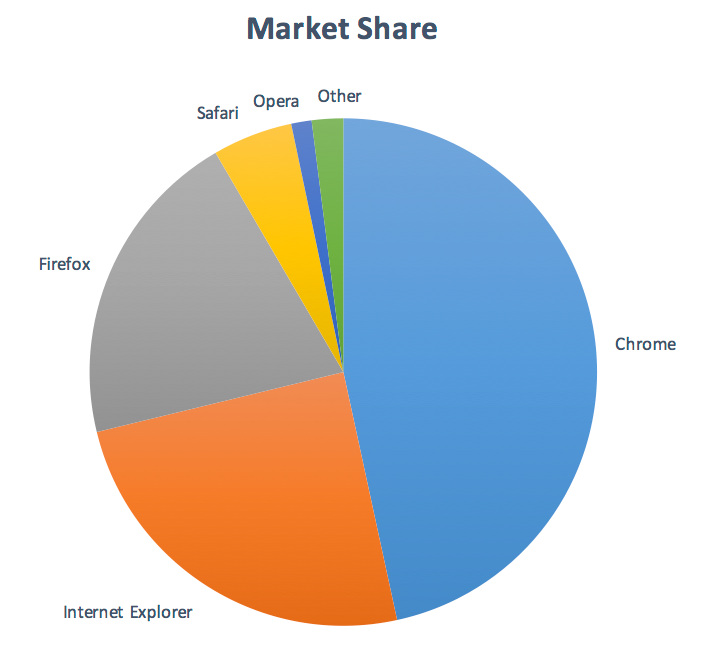 Market Share
Other
Opera
Safari
Firefox
Chrome
Internet Explorer